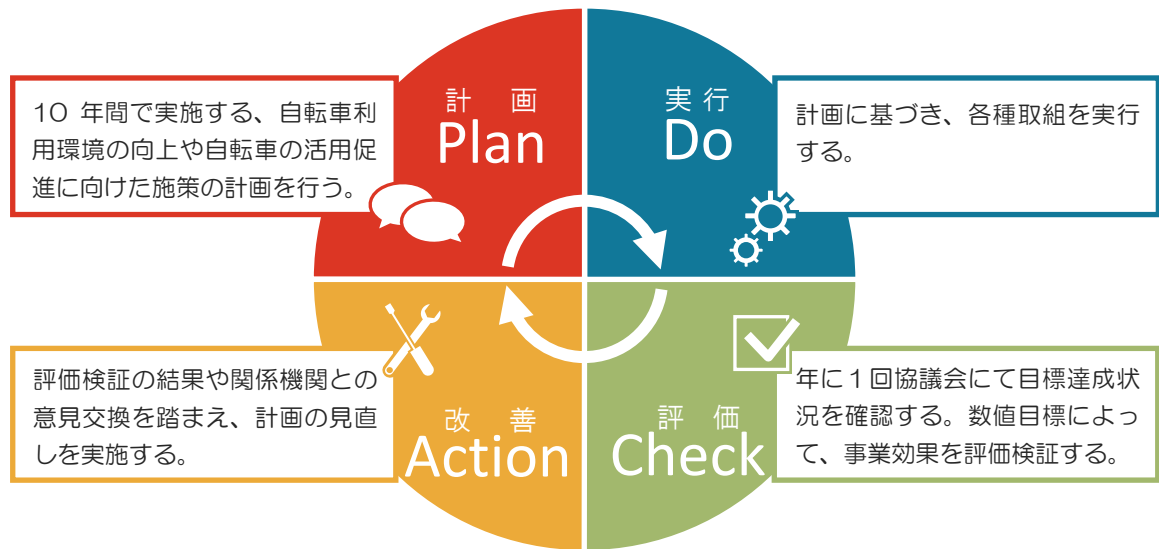 計画
Plan
10 年間で実施する、自転車利
用環境の向上や自転車の活用促
進に向けた施策の計画を行う。
実行
Do
計画に基づき、各種取組を実行
する。
評価
Check
年に1回協議会にて目標達成状
況を確認する。数値目標によっ
て、事業効果を評価検証する。
改善
Action
評価検証の結果や関係機関との
意見交換を踏まえ、計画の見直
しを実施する。